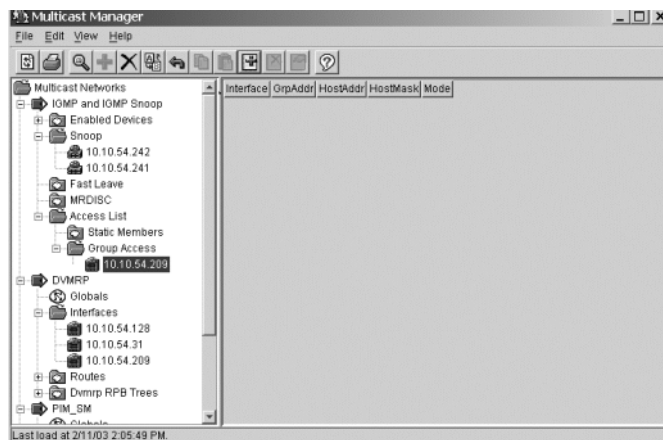 Multicast Manager
File Edit View Help
Multicast Networks
IGMP and IGMP Snoop
Enabled Devices
Snoop
10.10.54.242
10.10.54.241
Fast Leave
MRDISC
Access List
Static Members
Group Access
10.10.54.209
DVMRP
Globals
Interfaces
10.10.54.128
10.10.54.31
10.10.54.209
Routes
Dvmrp RPB Trees
PIM_SM
Globals
Interface GrpAddr HostAddr HostMask Mode
Last load at 2/11/03 2:05:49 PM.